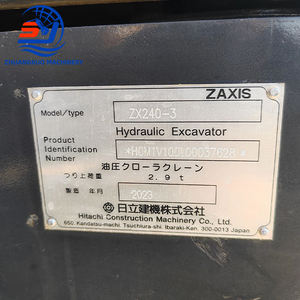 ZAXIS
Model/type ZX240-3
Hydraulic Excavator
Product
Identification
Number
油圧クローラクレーン
つり上荷重 2.9 t
製造 年月 2023
日立建機株式会社
Hitachi Construction Machinery Co., Ltd.
650, Kandatsu-machi, Tsuchiura-shi, Ibaraki-Ken, 300-0013 Japan